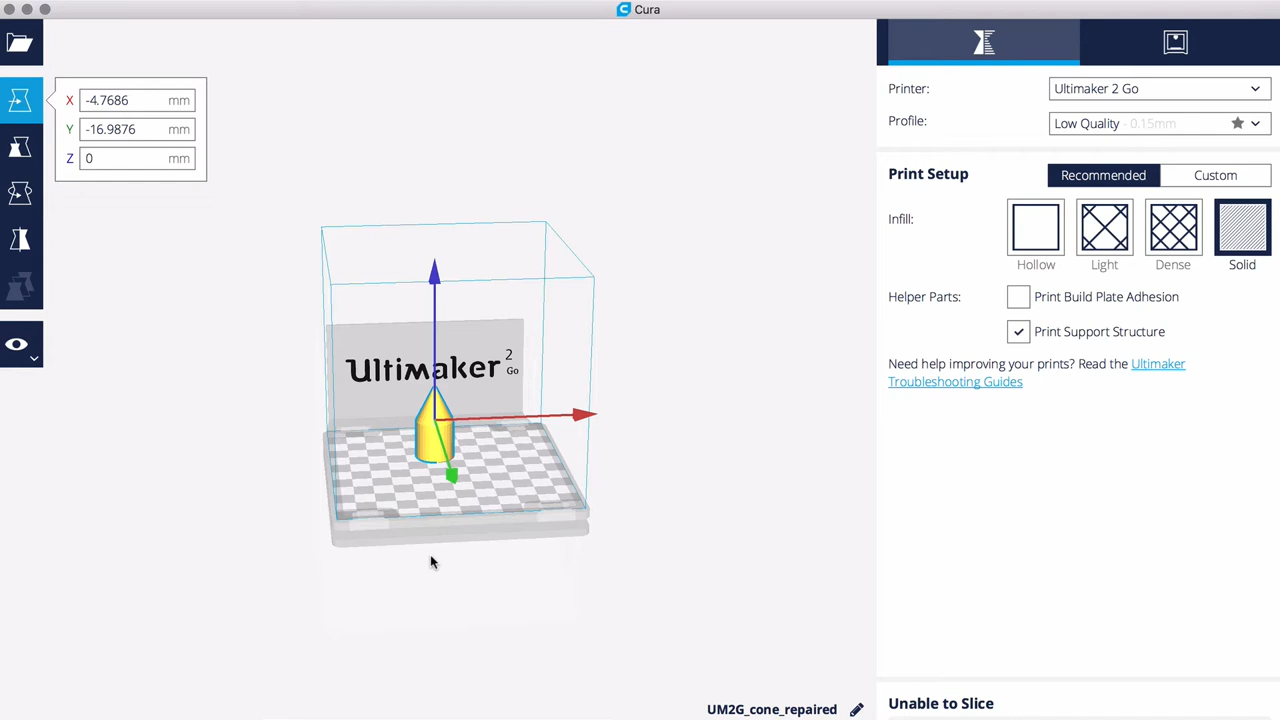 Cura
X -4.7686 mm
Y -16.9876 mm
Z 0 mm
Ultimaker 2
Go
Printer: Ultimaker 2 Go
Profile: Low Quality - 0.15mm
Print Setup Recommended Custom
Infill:
Hollow Light Dense Solid
Helper Parts: Print Build Plate Adhesion
Print Support Structure
Need help improving your prints? Read the Ultimaker
Troubleshooting Guides
UM2G_cone_repaired
Unable to Slice